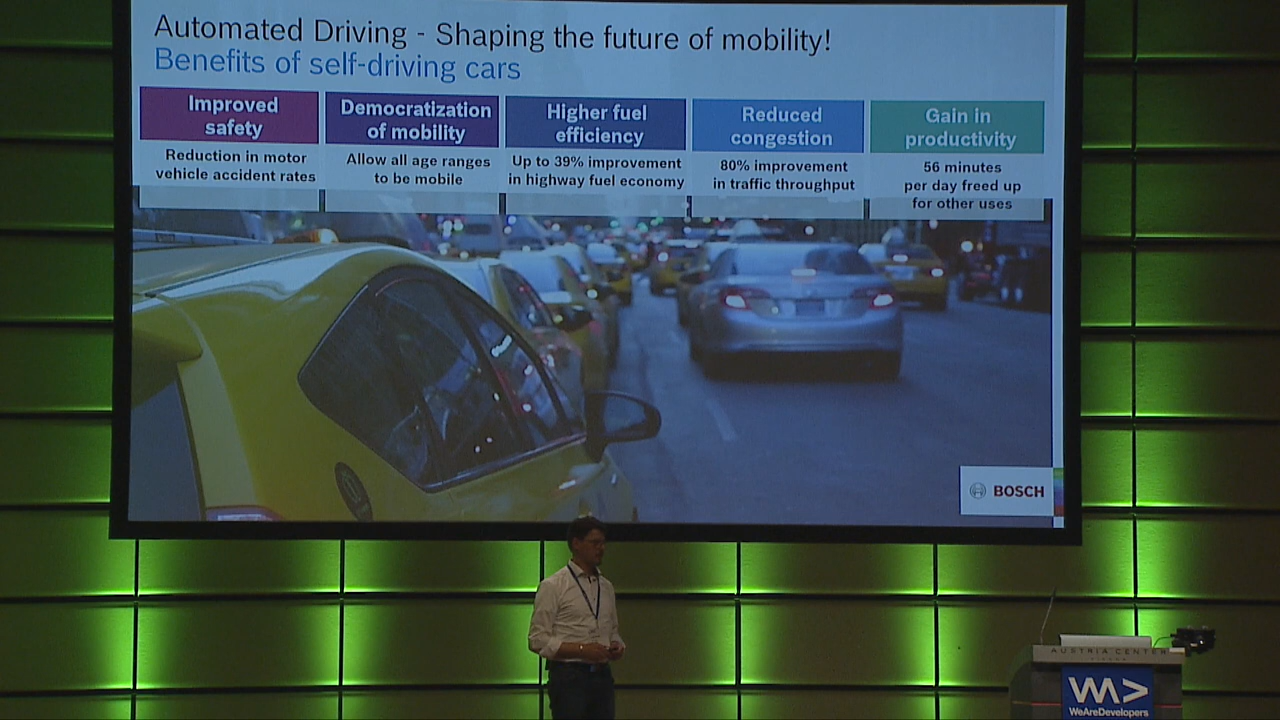 Automated Driving - Shaping the future of mobility!
Benefits of self-driving cars
Improved
safety
Reduction in motor
vehicle accident rates
Democratization
of mobility
Allow all age ranges
to be mobile
Higher fuel
efficiency
Up to 39% improvement
in highway fuel economy
Reduced
congestion
80% improvement
in traffic throughput
Gain in
productivity
56 minutes
per day freed up
for other uses
BOSCH
AUSTRIA CENTER
WeAreDevelopers